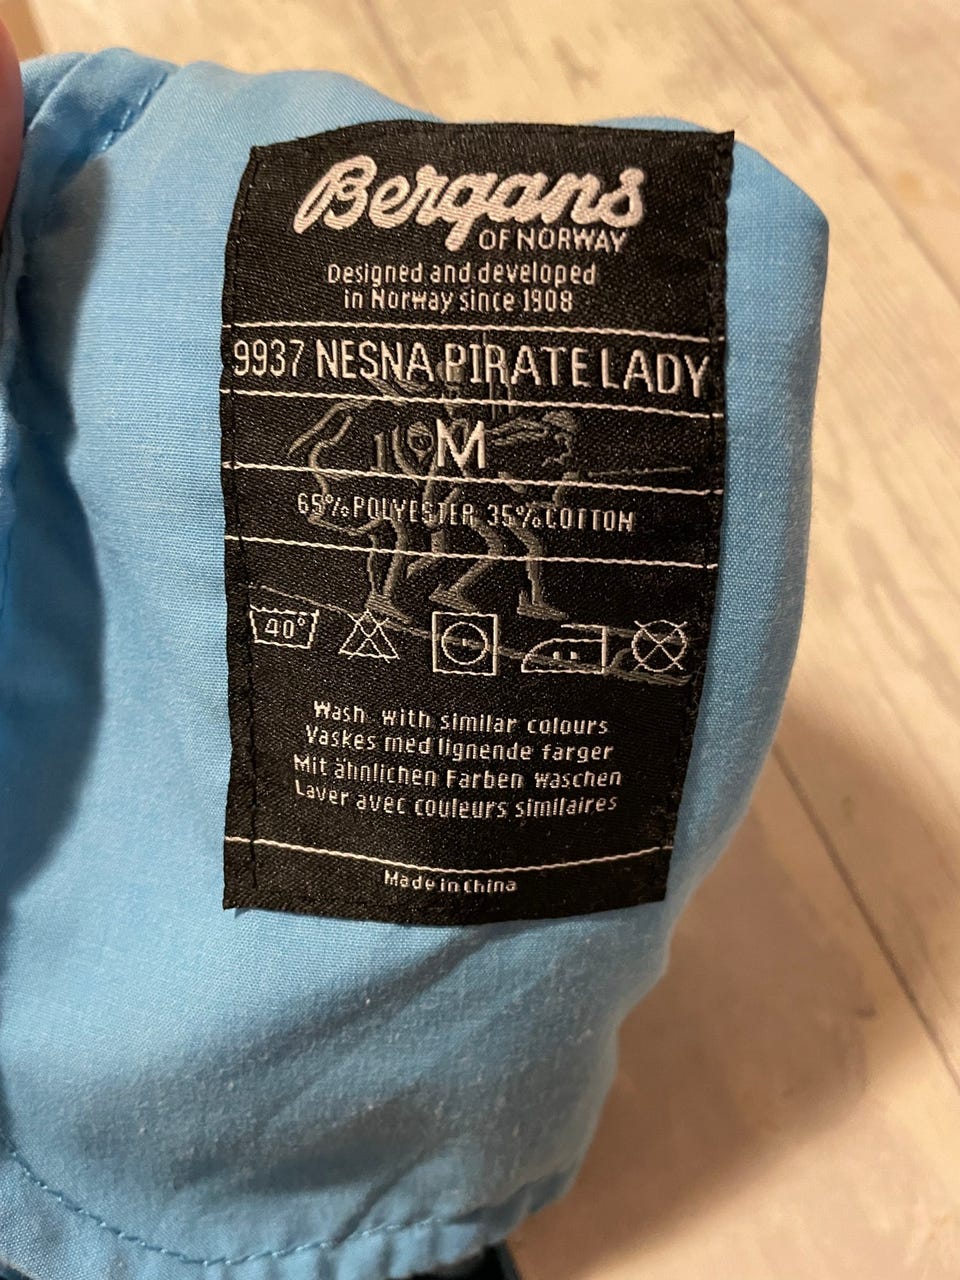 Bergans
OF NORWAY
Designed and developed
in Norway since 1908
9937 NESNA PIRATE LADY
M
65% POLYESTER 35% COTTON
40°
Wash with similar colours
Vaskes med lignende farger
Mit ähnlichen Farben waschen
Laver avec couleurs similaires
Made in China